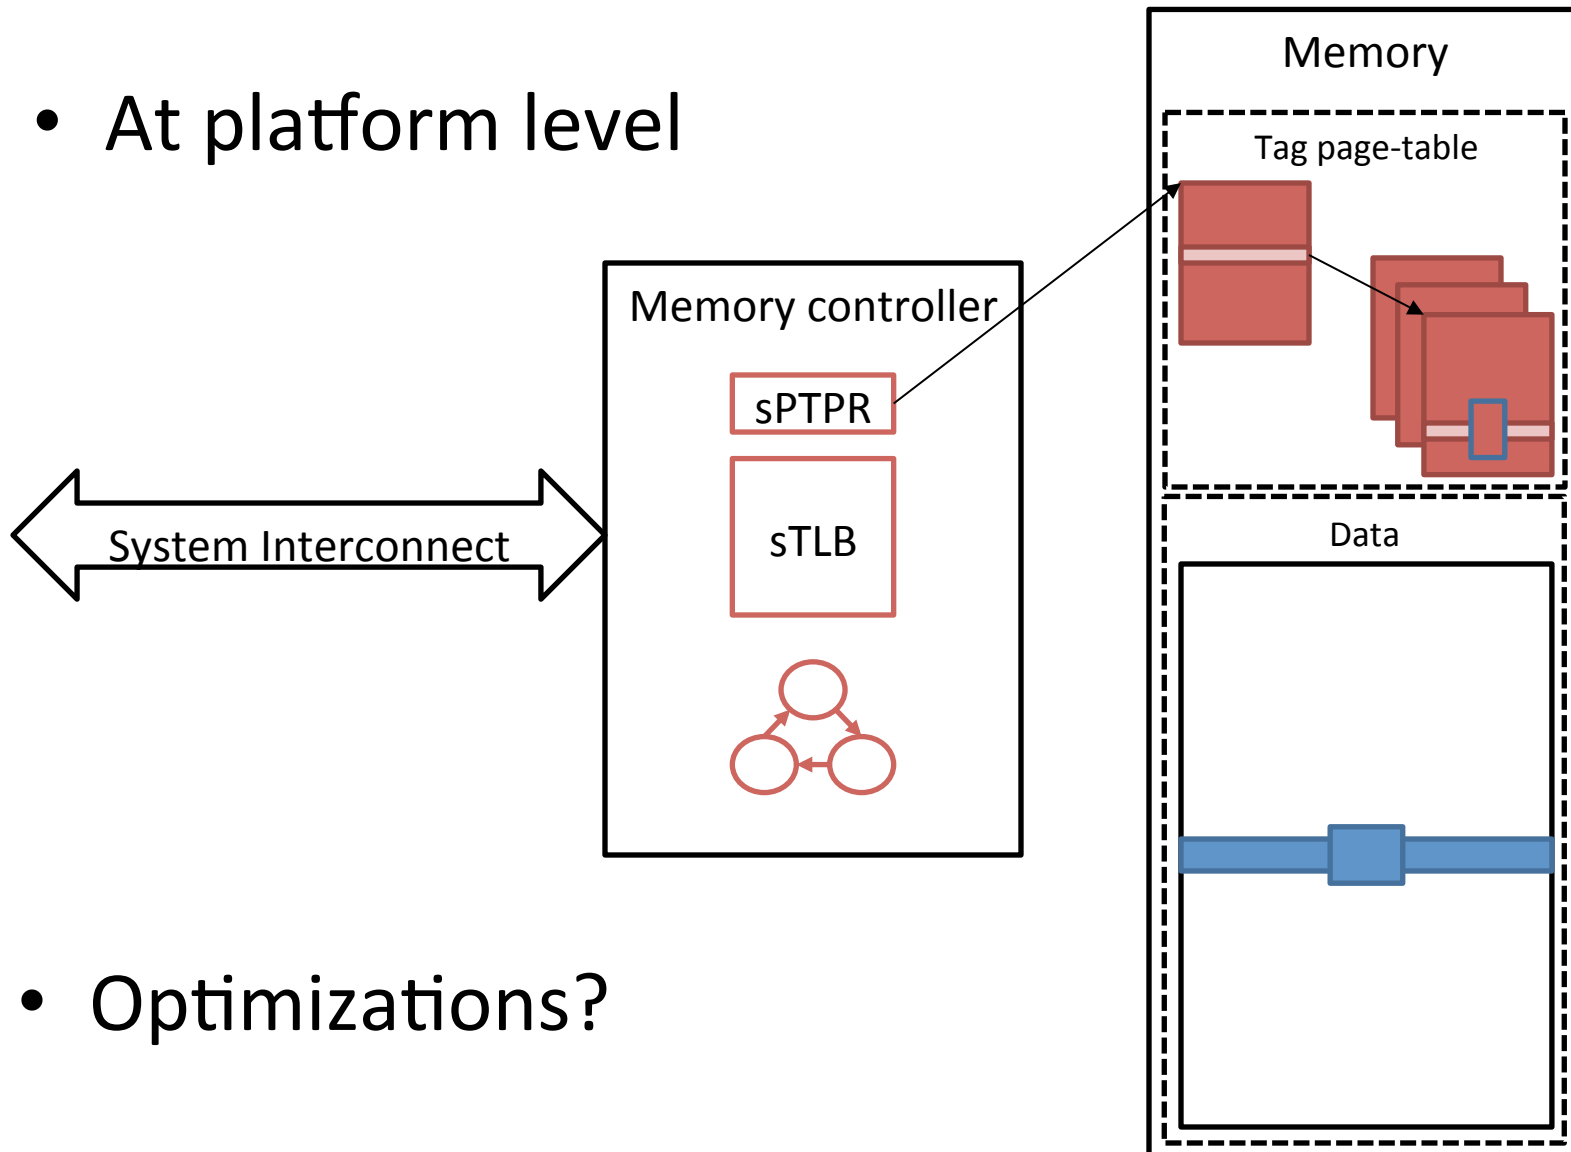 • At platform level
Memory
Tag page-table
Memory controller
sPTPR
sTLB
System Interconnect
Data
• Optimizations?